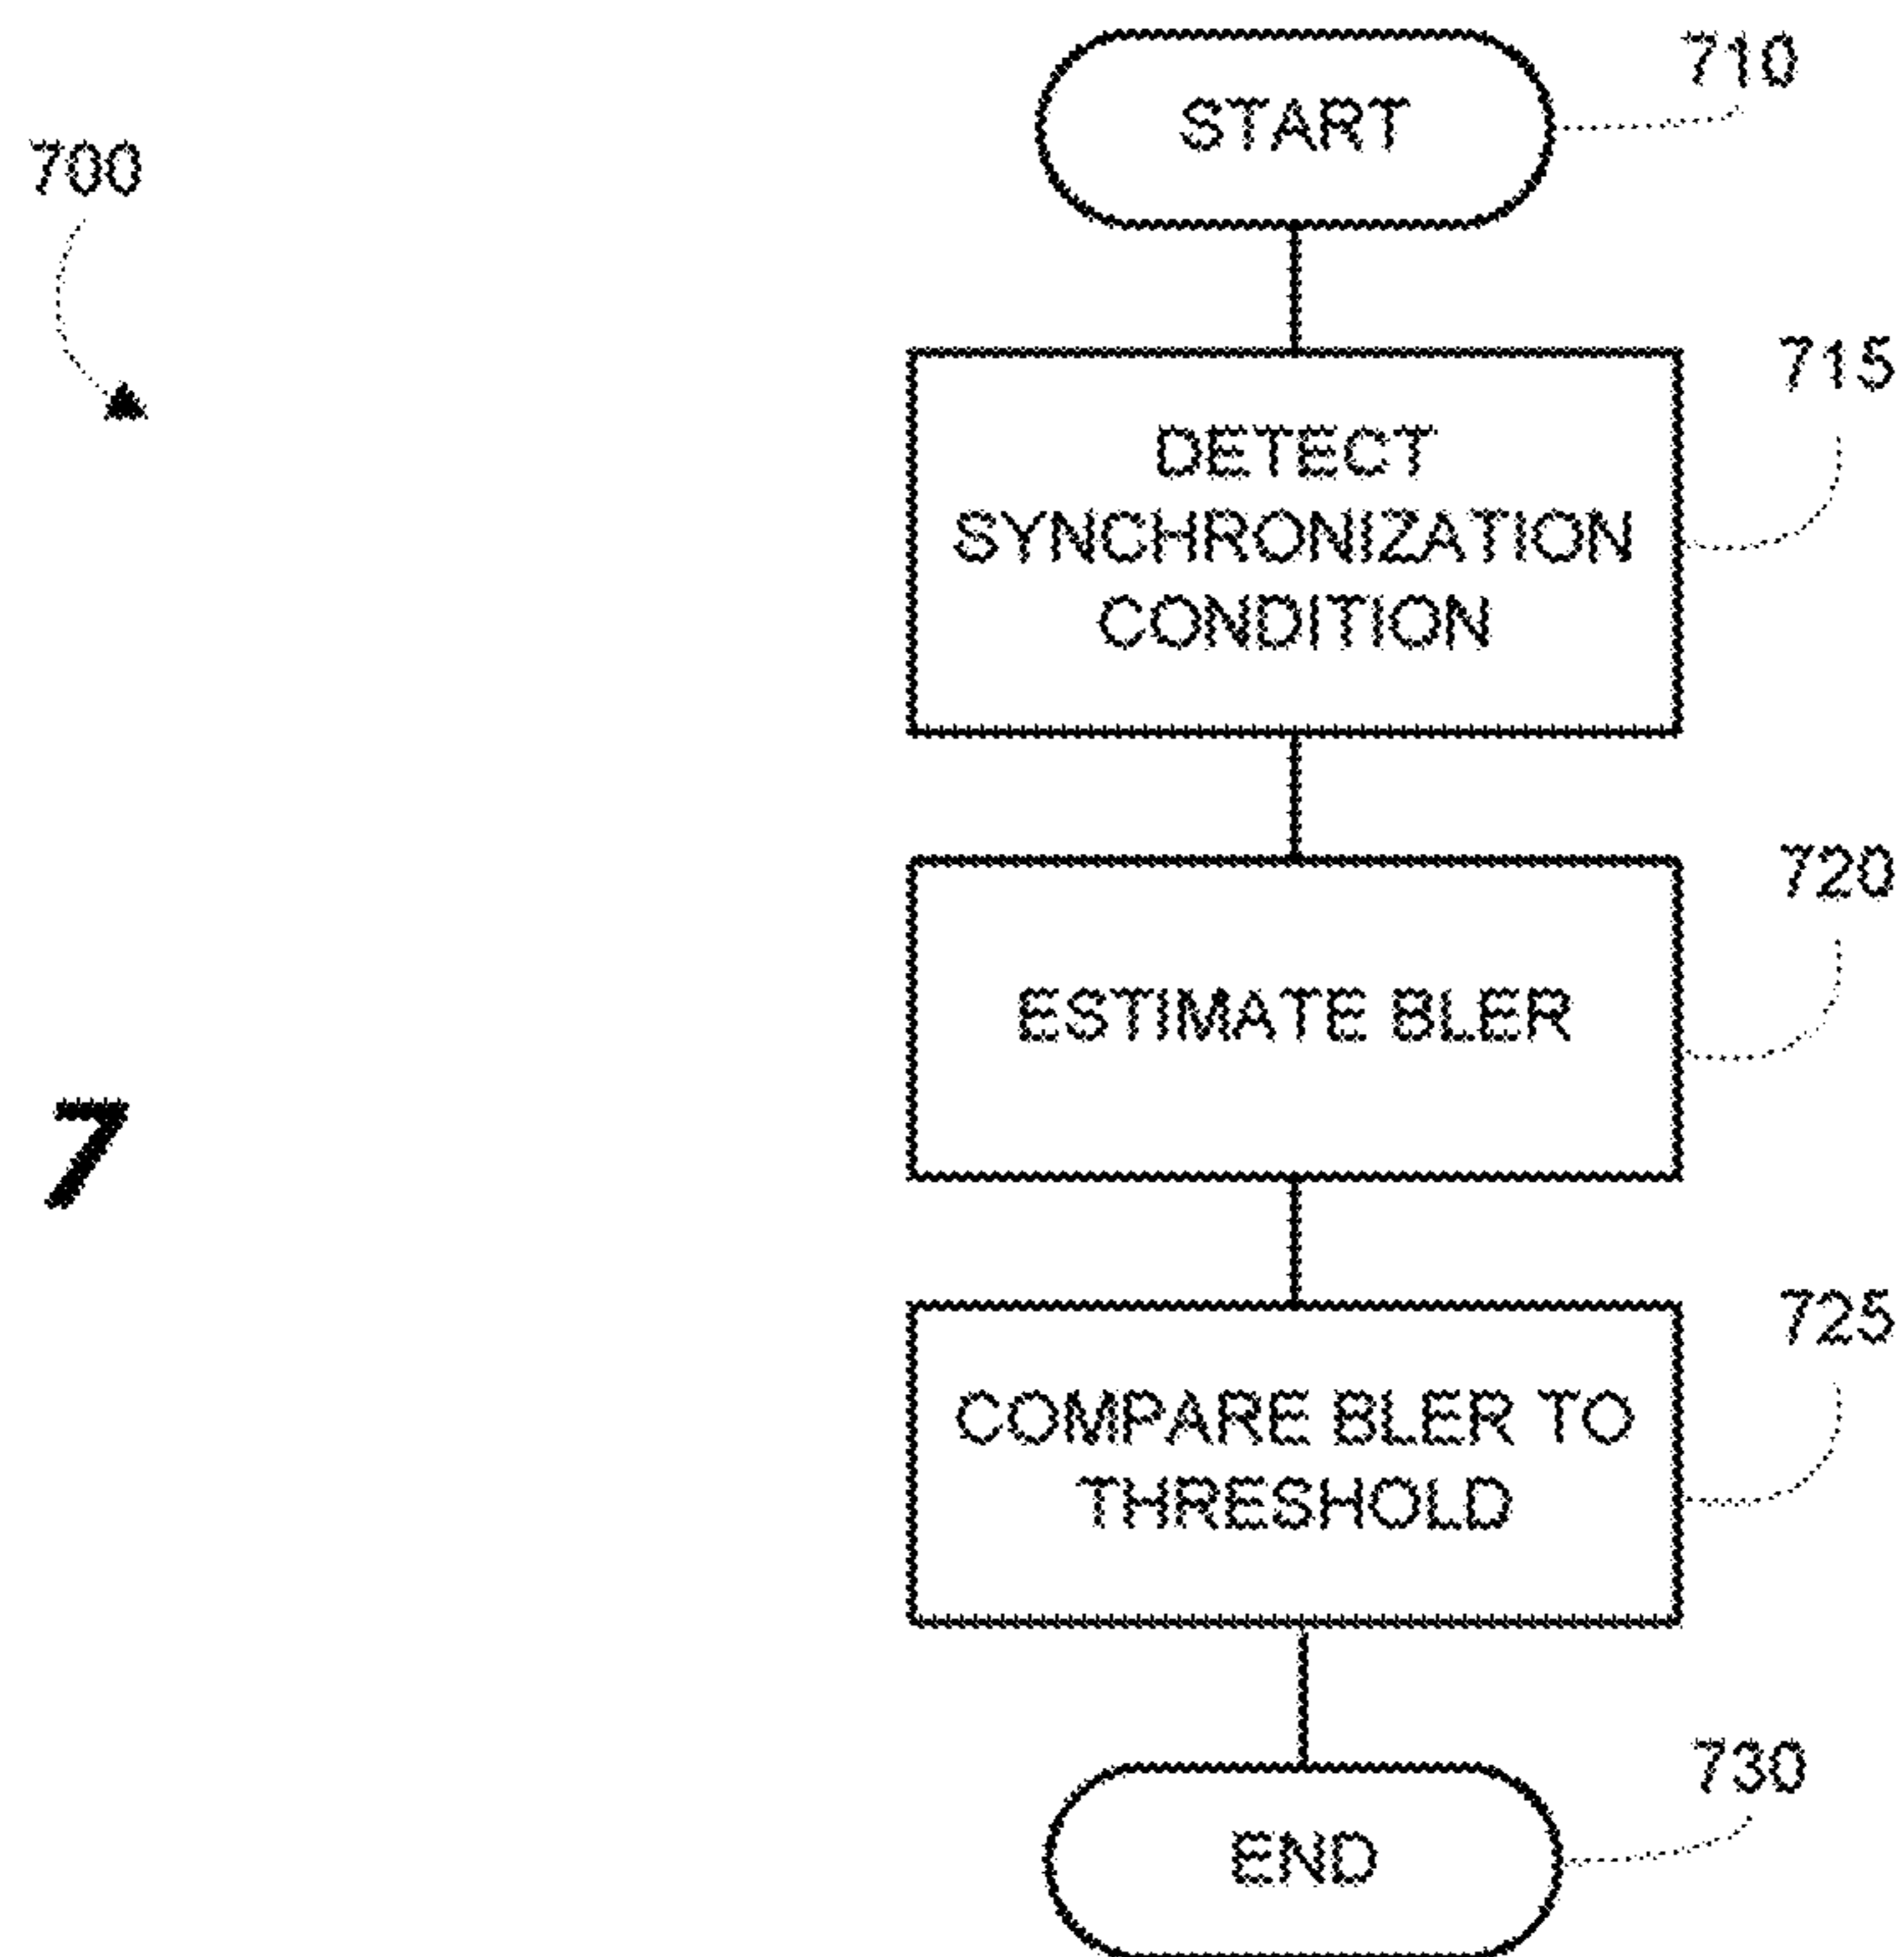 710
START
700
715
DETECT
SYNCHRONIZATION
CONDITION
720
ESTIMATE BLER
7
725
COMPARE BLER TO
THRESHOLD
730
END